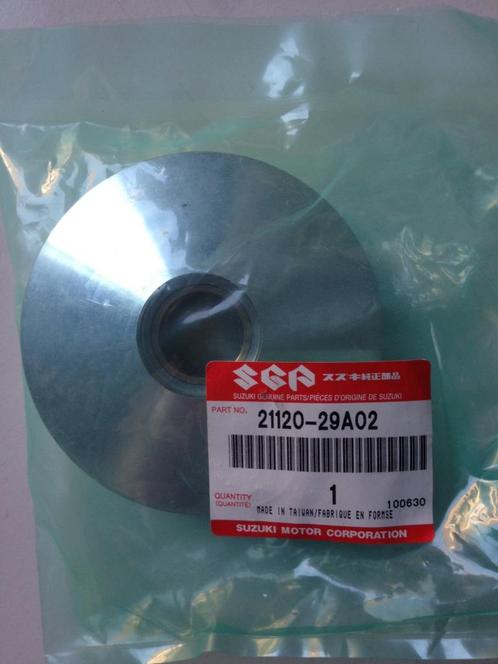 SGP スズキ純正部品
SUZUKI GENUINE PARTS/PIÈCES D'ORIGINE DE SUZUKI
PART NO. 21120-29A02
QUANTITY 1 100630
(QUANTITÉ)
MADE IN TAIWAN/FABRIQUE EN FORMSE
SUZUKI MOTOR CORPORATION